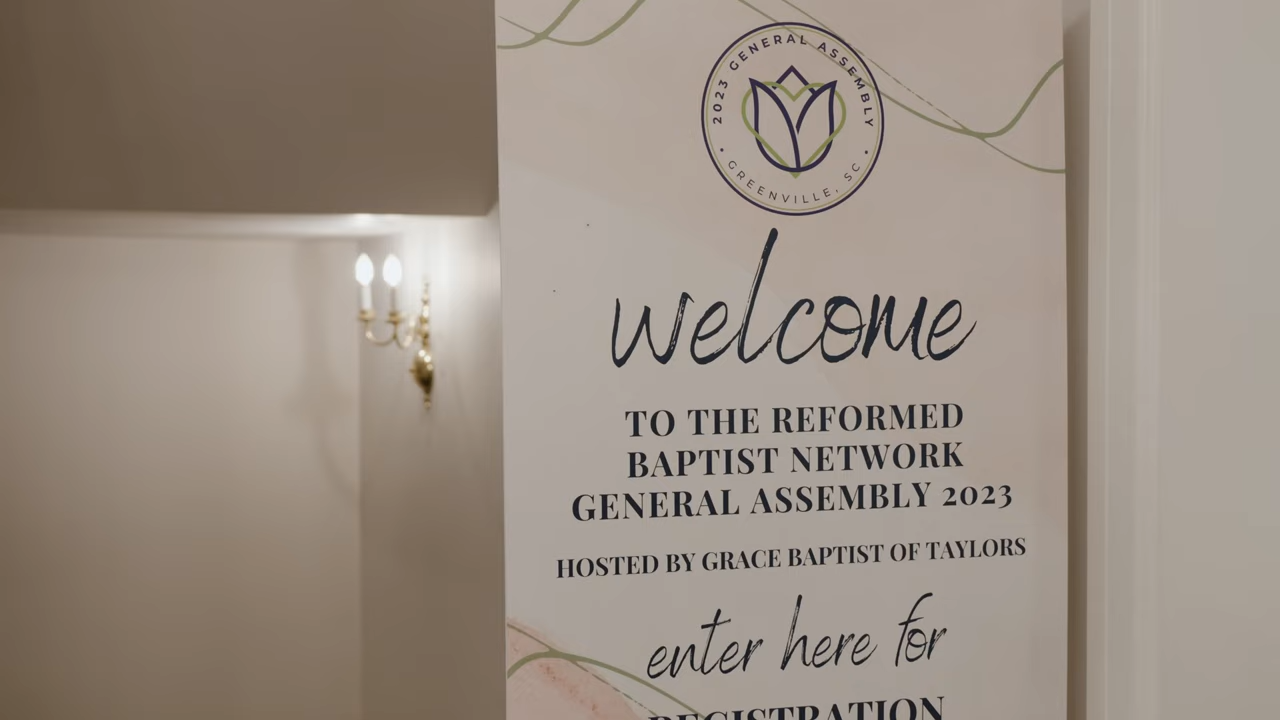 2023 GENERAL ASSEMBLY
• GREENVILLE, SC •
welcome
TO THE REFORMED
BAPTIST NETWORK
GENERAL ASSEMBLY 2023
HOSTED BY GRACE BAPTIST OF TAYLORS
enter here for
REGISTRATION